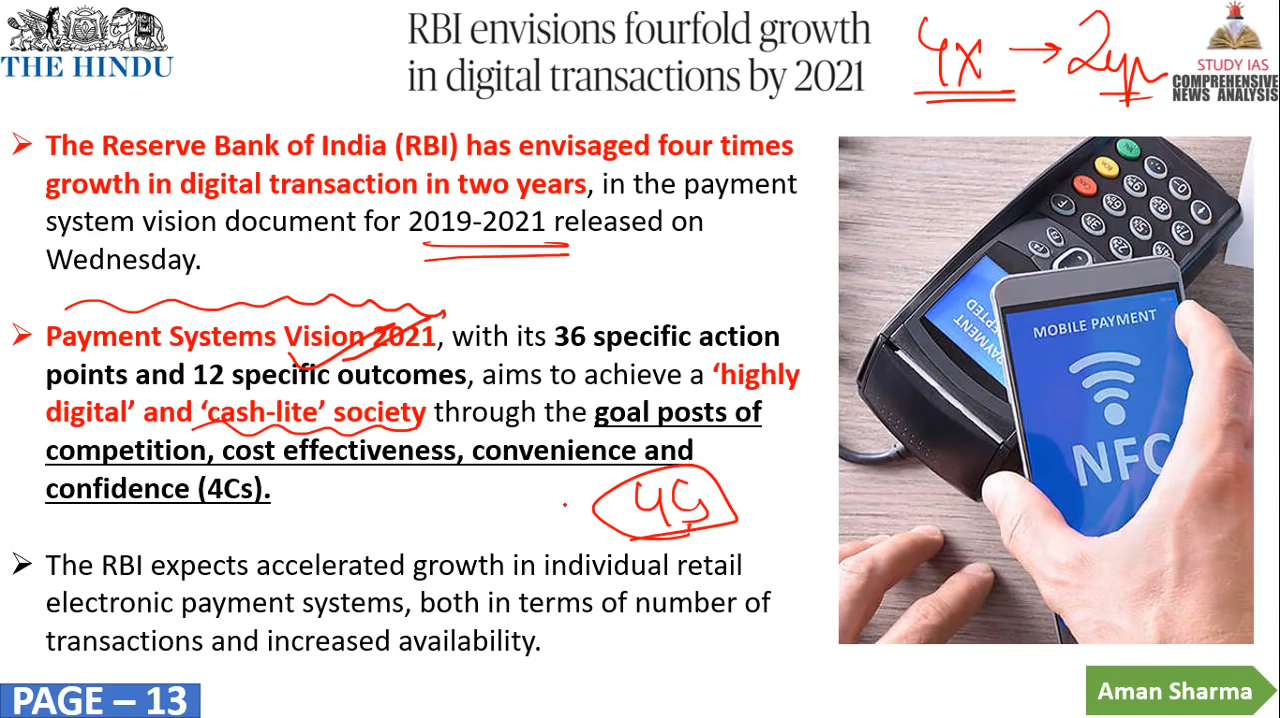 THE HINDU
RBI envisions fourfold growth
in digital transactions by 2021
4x → 2yr
STUDY IAS
COMPREHENSIVE
NEWS ANALYSIS
➢ The Reserve Bank of India (RBI) has envisaged four times
growth in digital transaction in two years, in the payment
system vision document for 2019-2021 released on
Wednesday.
➢ Payment Systems Vision 2021, with its 36 specific action
points and 12 specific outcomes, aims to achieve a ‘highly
digital’ and ‘cash-lite’ society through the goal posts of
competition, cost effectiveness, convenience and
confidence (4Cs).
➢ The RBI expects accelerated growth in individual retail
electronic payment systems, both in terms of number of
transactions and increased availability.
MOBILE PAYMENT
NFC
PAYMENT
PAGE – 13
Aman Sharma